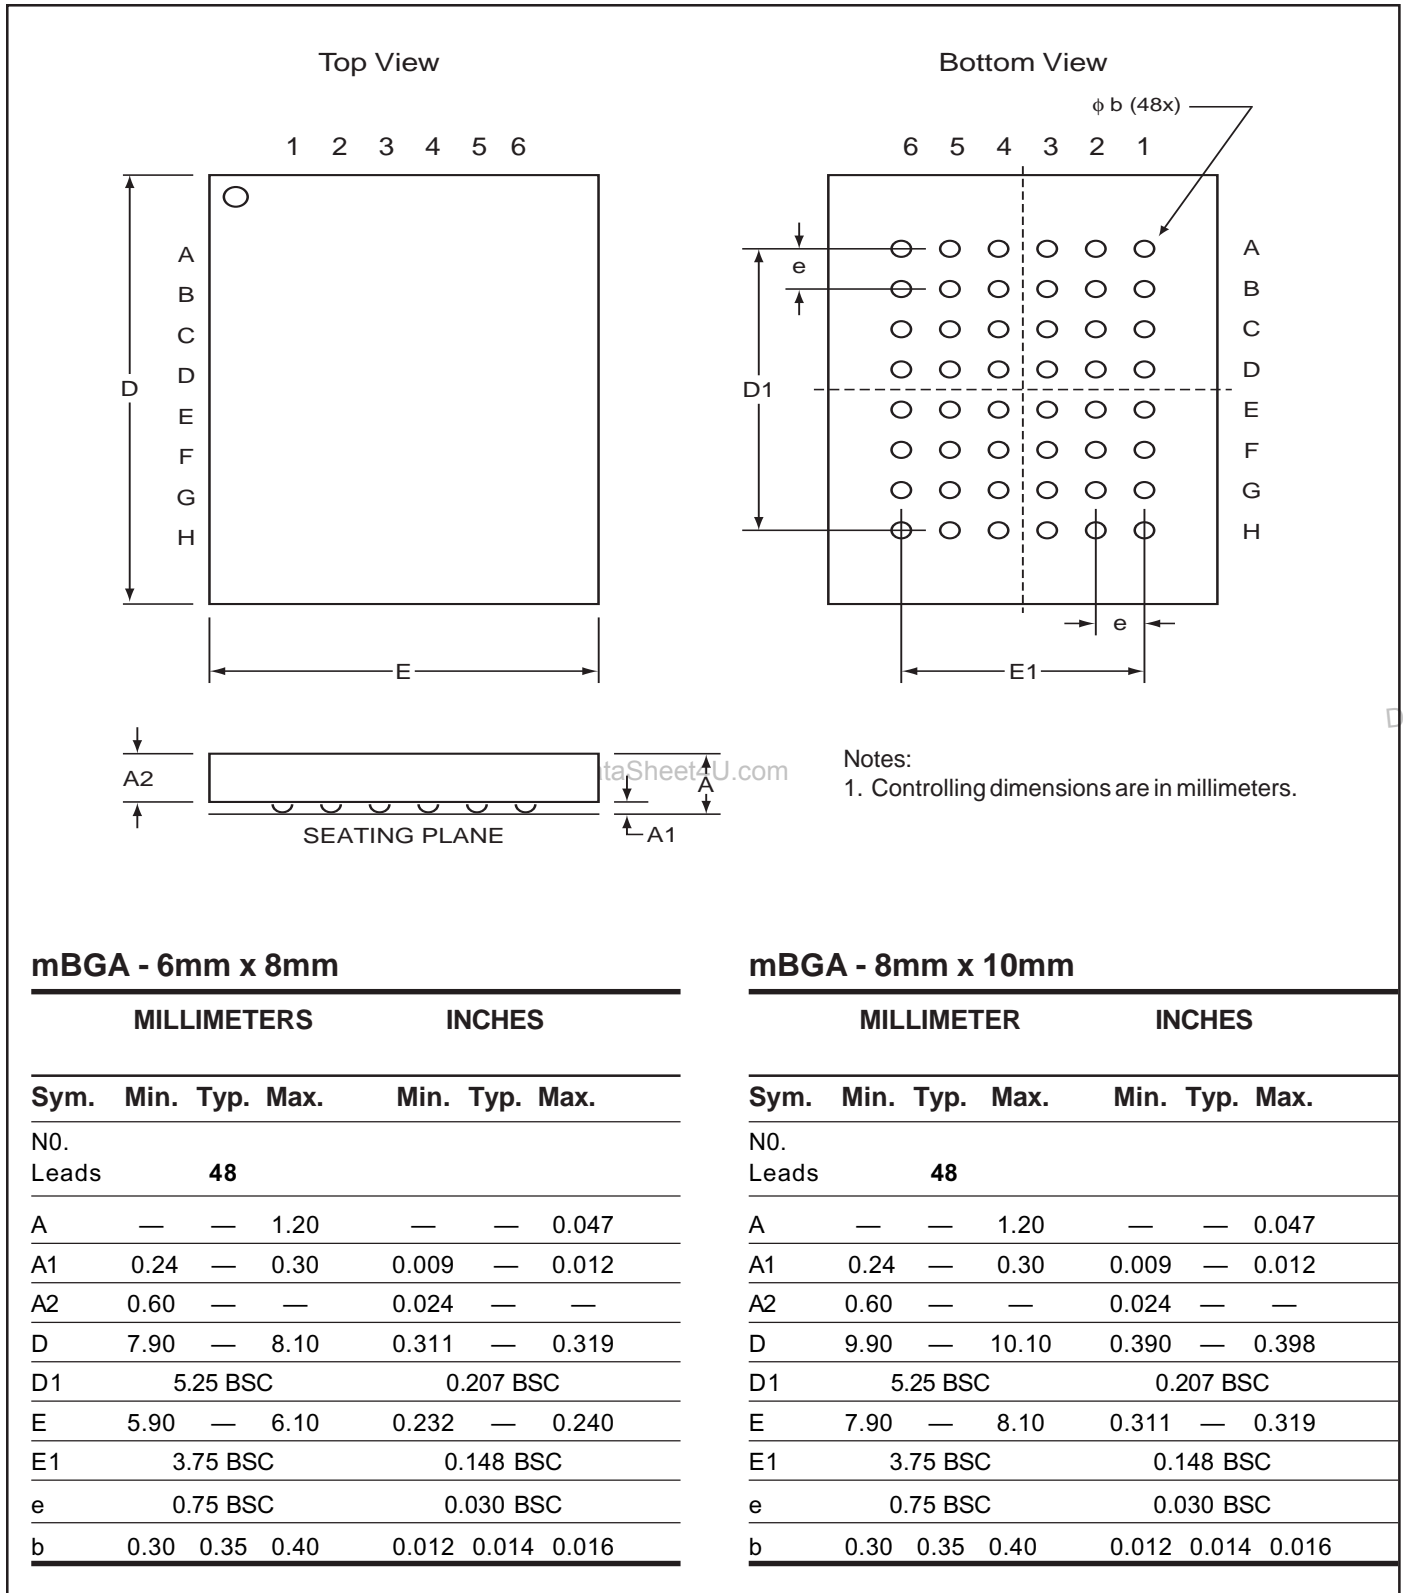 Top View
Bottom View
ϕ b (48x)
1 2 3 4 5 6
6 5 4 3 2 1
A
B
C
D
E
F
G
H
D
E
e
D1
A
B
C
D
E
F
G
H
e
E1
A2
SEATING PLANE
A
A1
taSheet4U.com
D
Notes:
1. Controlling dimensions are in millimeters.
mBGA - 6mm x 8mm
MILLIMETERS INCHES
Sym. Min. Typ. Max. Min. Typ. Max.
N0.
Leads 48
A — — 1.20 — — 0.047
A1 0.24 — 0.30 0.009 — 0.012
A2 0.60 — — 0.024 — —
D 7.90 — 8.10 0.311 — 0.319
D1 5.25 BSC 0.207 BSC
E 5.90 — 6.10 0.232 — 0.240
E1 3.75 BSC 0.148 BSC
e 0.75 BSC 0.030 BSC
b 0.30 0.35 0.40 0.012 0.014 0.016
mBGA - 8mm x 10mm
MILLIMETER INCHES
Sym. Min. Typ. Max. Min. Typ. Max.
N0.
Leads 48
A — — 1.20 — — 0.047
A1 0.24 — 0.30 0.009 — 0.012
A2 0.60 — — 0.024 — —
D 9.90 — 10.10 0.390 — 0.398
D1 5.25 BSC 0.207 BSC
E 7.90 — 8.10 0.311 — 0.319
E1 3.75 BSC 0.148 BSC
e 0.75 BSC 0.030 BSC
b 0.30 0.35 0.40 0.012 0.014 0.016